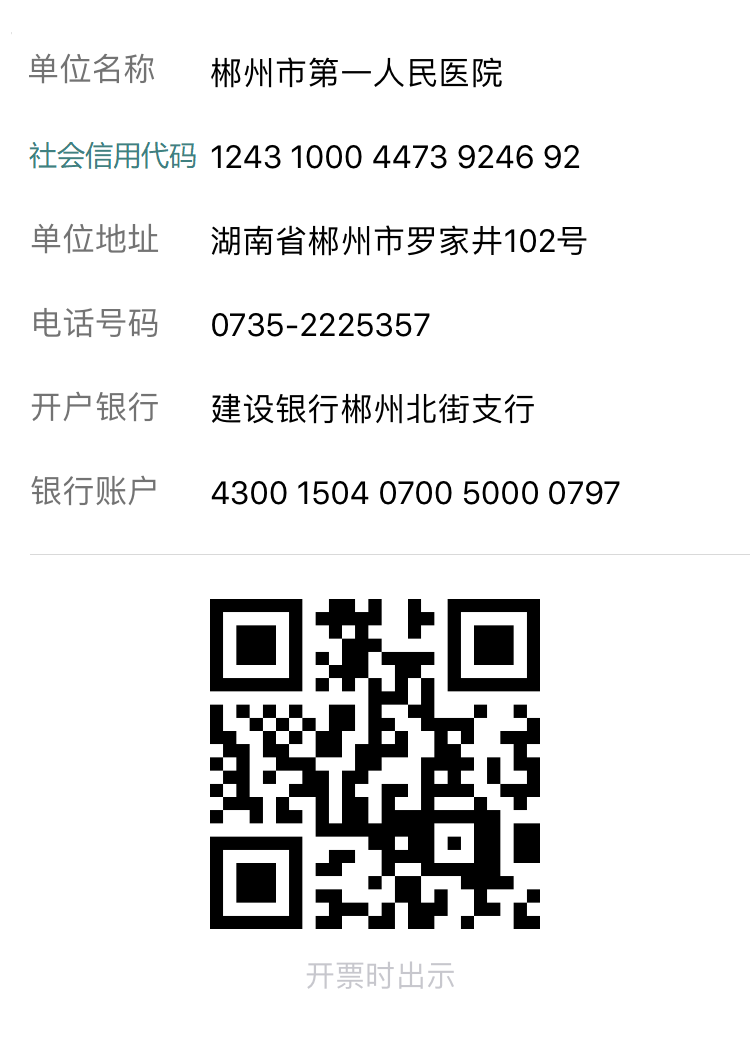 单位名称 郴州市第一人民医院
社会信用代码 1243 1000 4473 9246 92
单位地址 湖南省郴州市罗家井102号
电话号码 0735-2225357
开户银行 建设银行郴州北街支行
银行账户 4300 1504 0700 5000 0797
开票时出示